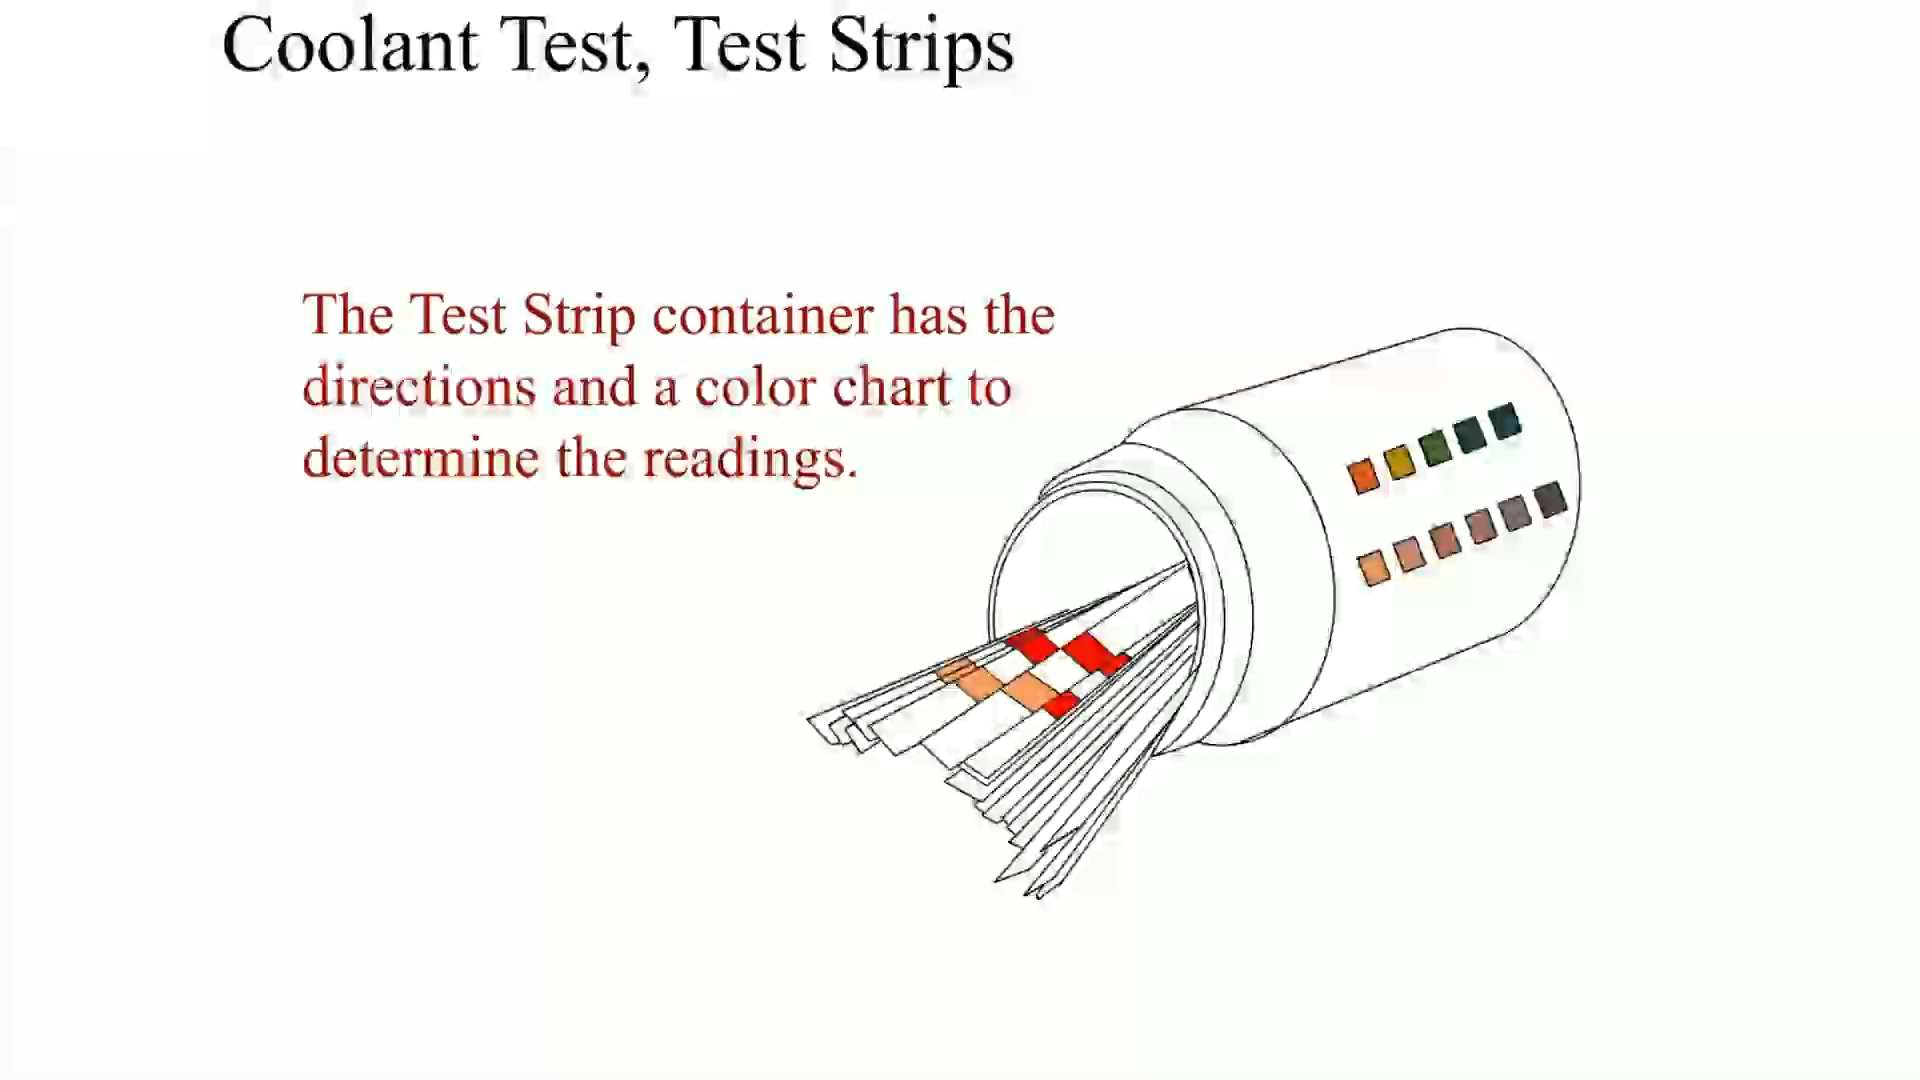 Coolant Test, Test Strips
The Test Strip container has the
directions and a color chart to
determine the readings.